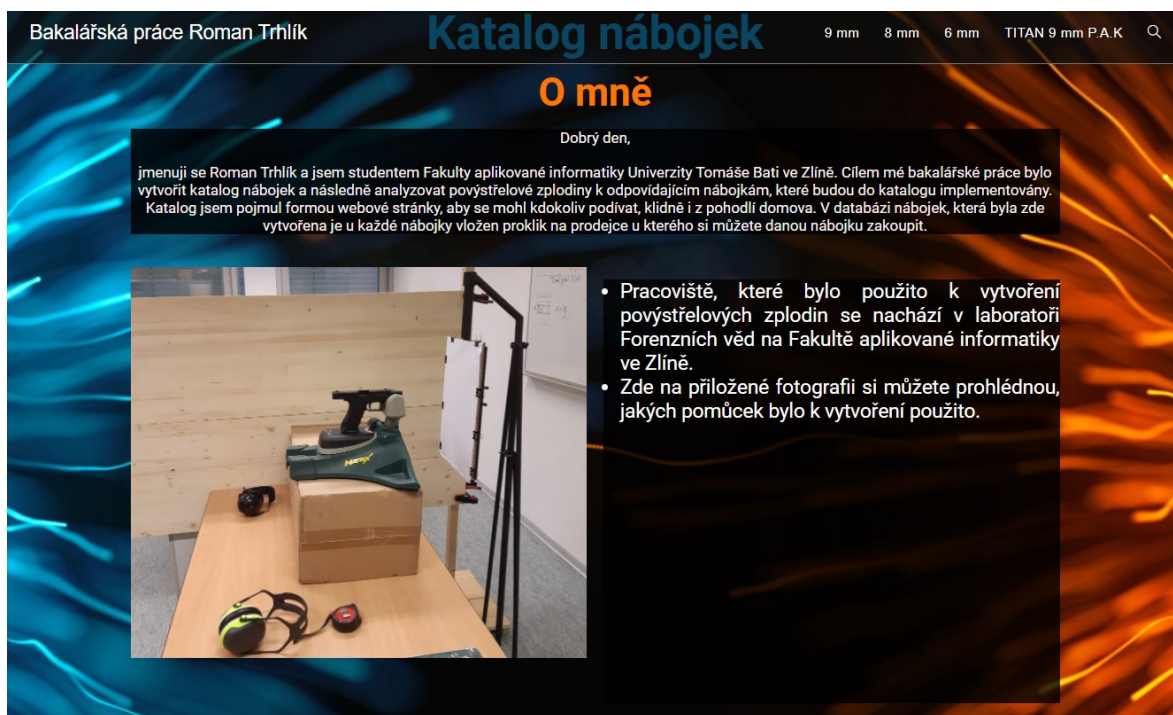 Bakalářská práce Roman Trhlík
Katalog nábojek
9 mm 8 mm 6 mm TITAN 9 mm P.A.K
O mně
Dobrý den,
jmenuji se Roman Trhlík a jsem studentem Fakulty aplikované informatiky Univerzity Tomáše Bati ve Zlíně. Cílem mé bakalářské práce bylo
vytvořit katalog nábojek a následně analyzovat povýstřelové zplodiny k odpovídajícím nábojkám, které budou do katalogu implementovány.
Katalog jsem pojmul formou webové stránky, aby se mohl kdokoliv podívat, klidně i z pohodlí domova. V databázi nábojek, která byla zde
vytvořena je u každé nábojky vložen proklik na prodejce u kterého si můžete danou nábojku zakoupit.
• Pracoviště, které bylo použito k vytvoření
povýstřelových zplodin se nachází v laboratoři
Forenzních věd na Fakultě aplikované informatiky
ve Zlíně.
• Zde na přiložené fotografii si můžete prohlédnou,
jakých pomůcek bylo k vytvoření použito.